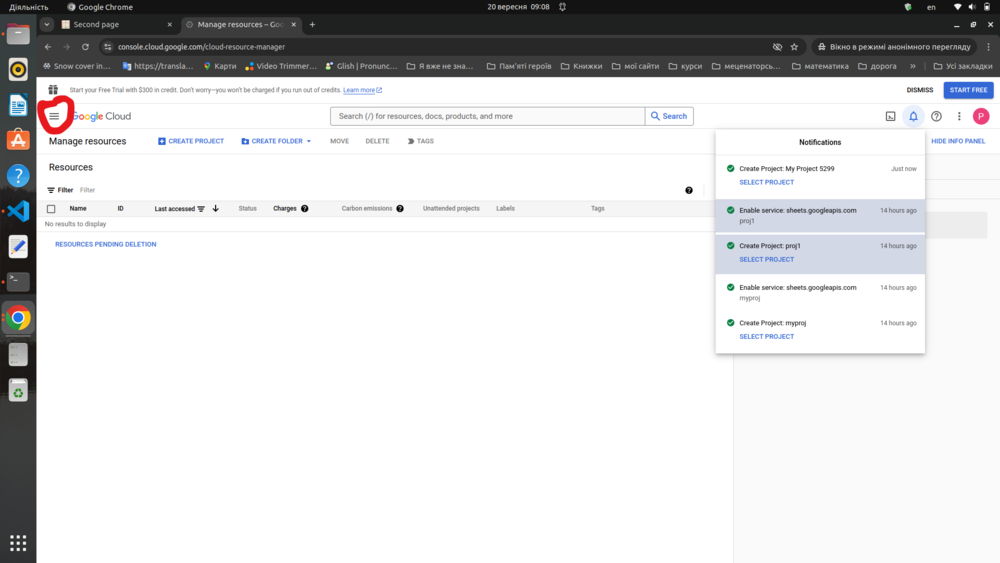 Діяльність
Google Chrome
20 вересня 09:08
en
Second page
Manage resources – Goo
console.cloud.google.com/cloud-resource-manager
Вікно в режимі анонімного перегляду
Snow cover in...
https://transla...
Карти
Video Trimmer...
Glish | Pronunc...
Я вже не зна...
Пам'яті героїв
Книжки
мої сайти
курси
меценаторсь...
математика
дорога
»
Усі закладки
Start your Free Trial with $300 in credit. Don't worry—you won't be charged if you run out of credits. Learn more
DISMISS
START FREE
Google Cloud
Search (/) for resources, docs, products, and more
Search
P
Manage resources
CREATE PROJECT
CREATE FOLDER
MOVE
DELETE
TAGS
HIDE INFO PANEL
Resources
Filter
Filter
Name
ID
Last accessed
Status
Charges
Carbon emissions
Unattended projects
Labels
Tags
No results to display
RESOURCES PENDING DELETION
Notifications
Create Project: My Project 5299
Just now
SELECT PROJECT
Enable service: sheets.googleapis.com
14 hours ago
proj1
Create Project: proj1
14 hours ago
SELECT PROJECT
Enable service: sheets.googleapis.com
14 hours ago
myproj
Create Project: myproj
14 hours ago
SELECT PROJECT